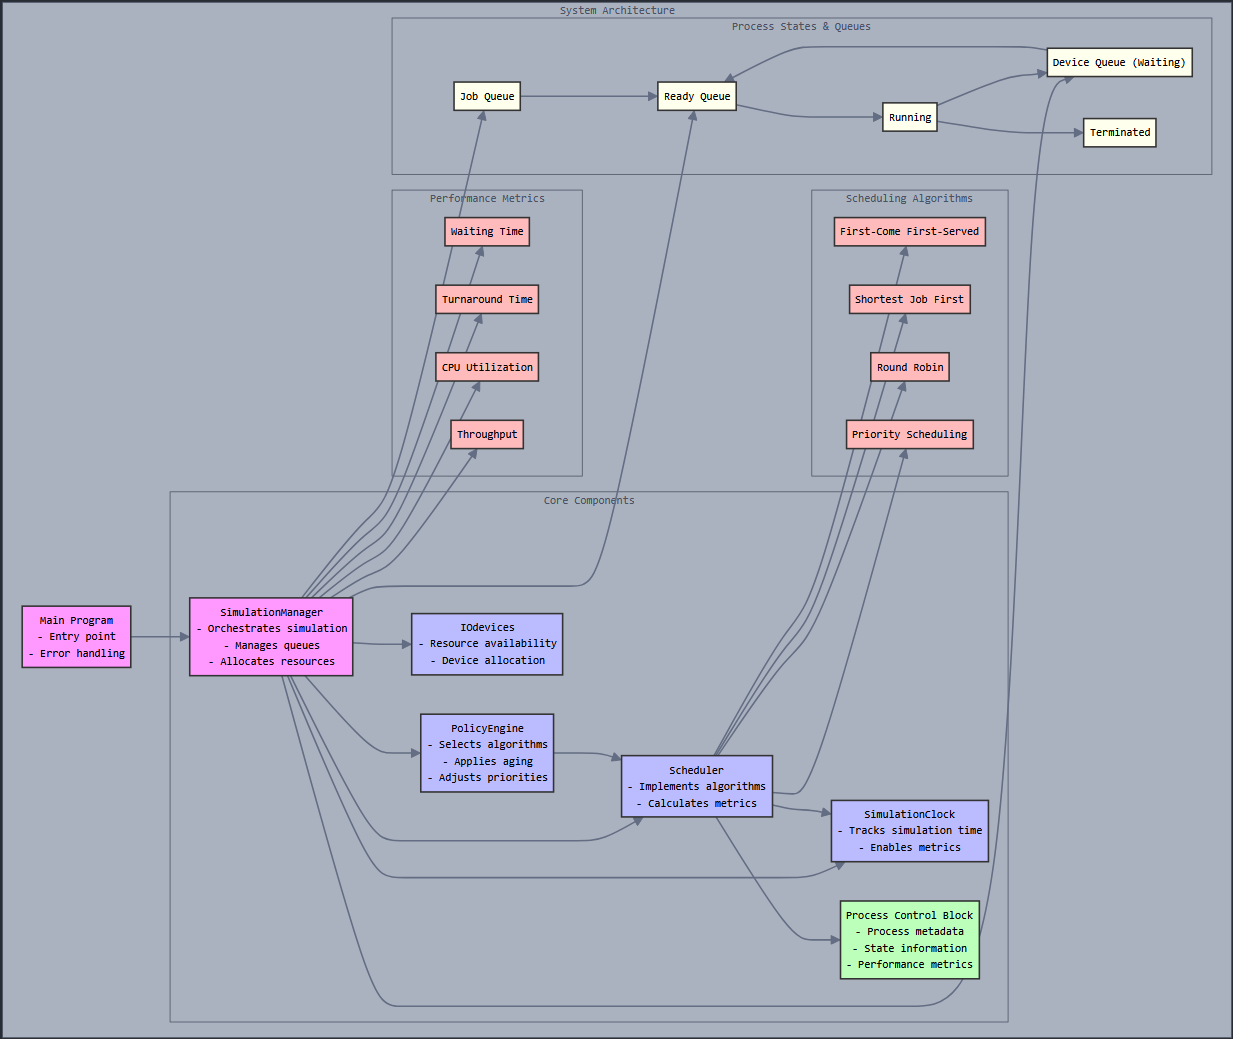 System Architecture
Process States & Queues
Device Queue (Waiting)
Job Queue
Ready Queue
Running
Terminated
Performance Metrics
Waiting Time
Turnaround Time
CPU Utilization
Throughput
Scheduling Algorithms
First-Come First-Served
Shortest Job First
Round Robin
Priority Scheduling
Core Components
Main Program
- Entry point
- Error handling
SimulationManager
- Orchestrates simulation
- Manages queues
- Allocates resources
IOdevices
- Resource availability
- Device allocation
PolicyEngine
- Selects algorithms
- Applies aging
- Adjusts priorities
Scheduler
- Implements algorithms
- Calculates metrics
SimulationClock
- Tracks simulation time
- Enables metrics
Process Control Block
- Process metadata
- State information
- Performance metrics